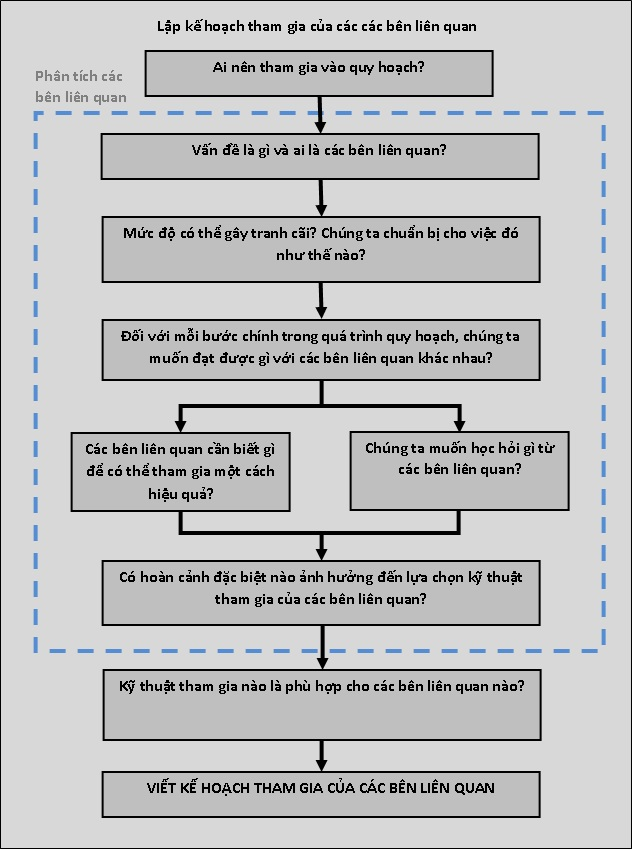 Lập kế hoạch tham gia của các các bên liên quan
Ai nên tham gia vào quy hoạch?
Phân tích các
bên liên quan
Vấn đề là gì và ai là các bên liên quan?
Mức độ có thể gây tranh cãi? Chúng ta chuẩn bị cho việc đó
như thế nào?
Đối với mỗi bước chính trong quá trình quy hoạch, chúng ta
muốn đạt được gì với các bên liên quan khác nhau?
Các bên liên quan cần biết gì
để có thể tham gia một cách
hiệu quả?
Chúng ta muốn học hỏi gì từ
các bên liên quan?
Có hoàn cảnh đặc biệt nào ảnh hưởng đến lựa chọn kỹ thuật
tham gia của các bên liên quan?
Kỹ thuật tham gia nào là phù hợp cho các bên liên quan nào?
VIẾT KẾ HOẠCH THAM GIA CỦA CÁC BÊN LIÊN QUAN